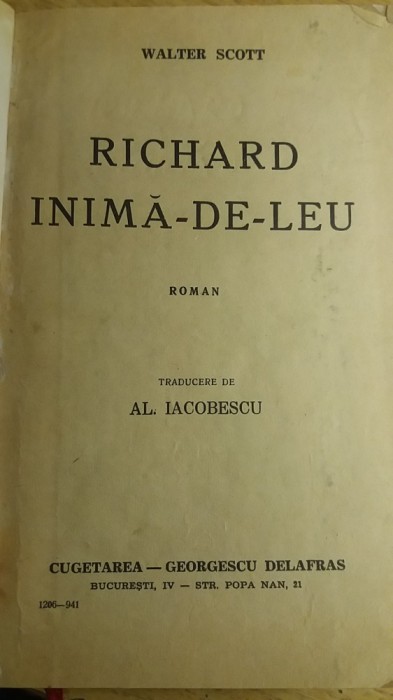 WALTER SCOTT
RICHARD
INIMĂ-DE-LEU
ROMAN
TRADUCERE DE
AL. IACOBESCU
CUGETAREA — GEORGESCU DELAFRAS
BUCUREŞTI, IV — STR. POPA NAN, 21
1206—941